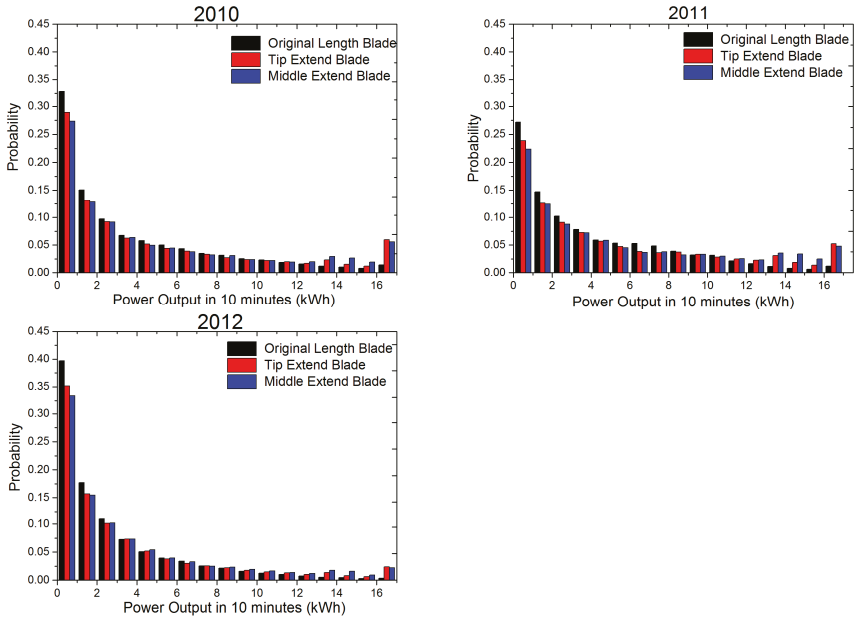 2010
0.45
0.40
0.35
0.30
0.25
0.20
0.15
0.10
0.05
0.00
Probability
Original Length Blade
Tip Extend Blade
Middle Extend Blade
0 2 4 6 8 10 12 14 16
Power Output in 10 minutes (kWh)
2011
0.45
0.40
0.35
0.30
0.25
0.20
0.15
0.10
0.05
0.00
Probability
Original Length Blade
Tip Extend Blade
Middle Extend Blade
0 2 4 6 8 10 12 14 16
Power Output in 10 minutes (kWh)
2012
0.45
0.40
0.35
0.30
0.25
0.20
0.15
0.10
0.05
0.00
Probability
Original Length Blade
Tip Extend Blade
Middle Extend Blade
0 2 4 6 8 10 12 14 16
Power Output in 10 minutes (kWh)